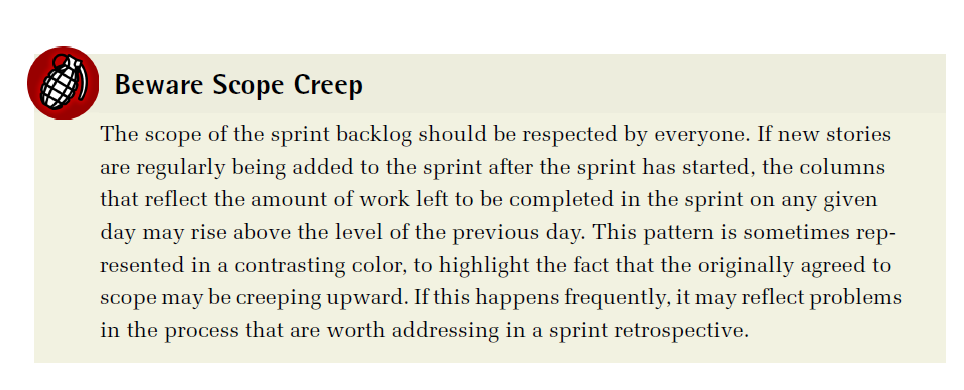 Beware Scope Creep
The scope of the sprint backlog should be respected by everyone. If new stories
are regularly being added to the sprint after the sprint has started, the columns
that reflect the amount of work left to be completed in the sprint on any given
day may rise above the level of the previous day. This pattern is sometimes rep-
resented in a contrasting color, to highlight the fact that the originally agreed to
scope may be creeping upward. If this happens frequently, it may reflect problems
in the process that are worth addressing in a sprint retrospective.